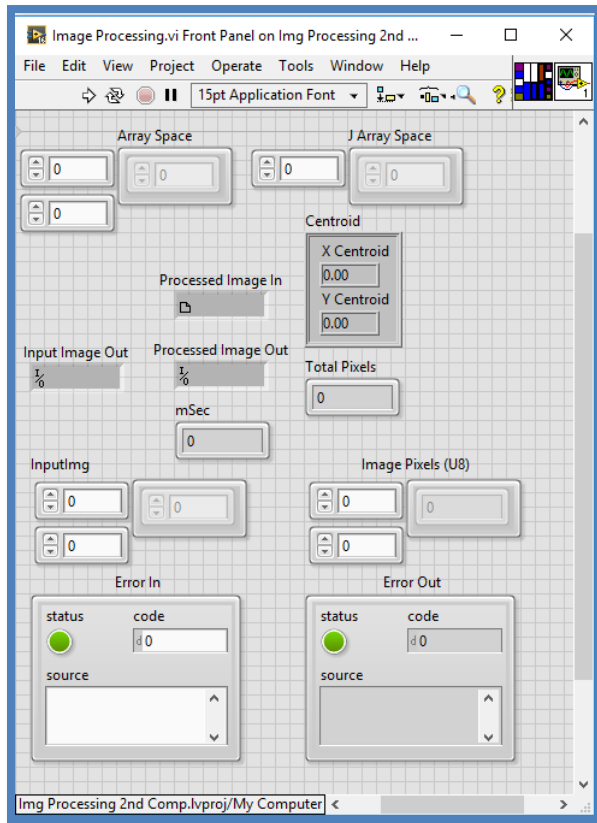 Image Processing.vi Front Panel on Img Processing 2nd ...
File Edit View Project Operate Tools Window Help
15pt Application Font
1
Array Space
J Array Space
0 0 0 0
0
Centroid
X Centroid
0.00
Y Centroid
0.00
Processed Image In
Input Image Out
Processed Image Out
I/0
I/0
Total Pixels
0
mSec
0
InputImg
Image Pixels (U8)
0 0 0 0
0 0
Error In
Error Out
status code status code
d 0 d 0
source source
Img Processing 2nd Comp.lvproj/My Computer